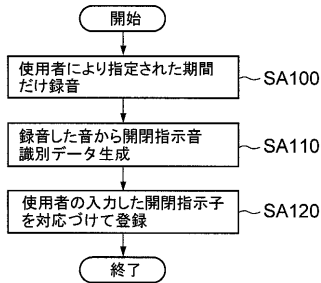 開始
使用者により指定された期間
だけ録音
SA100
録音した音から開閉指示音
識別データ生成
SA110
使用者の入力した開閉指示子
を対応づけて登録
SA120
終了